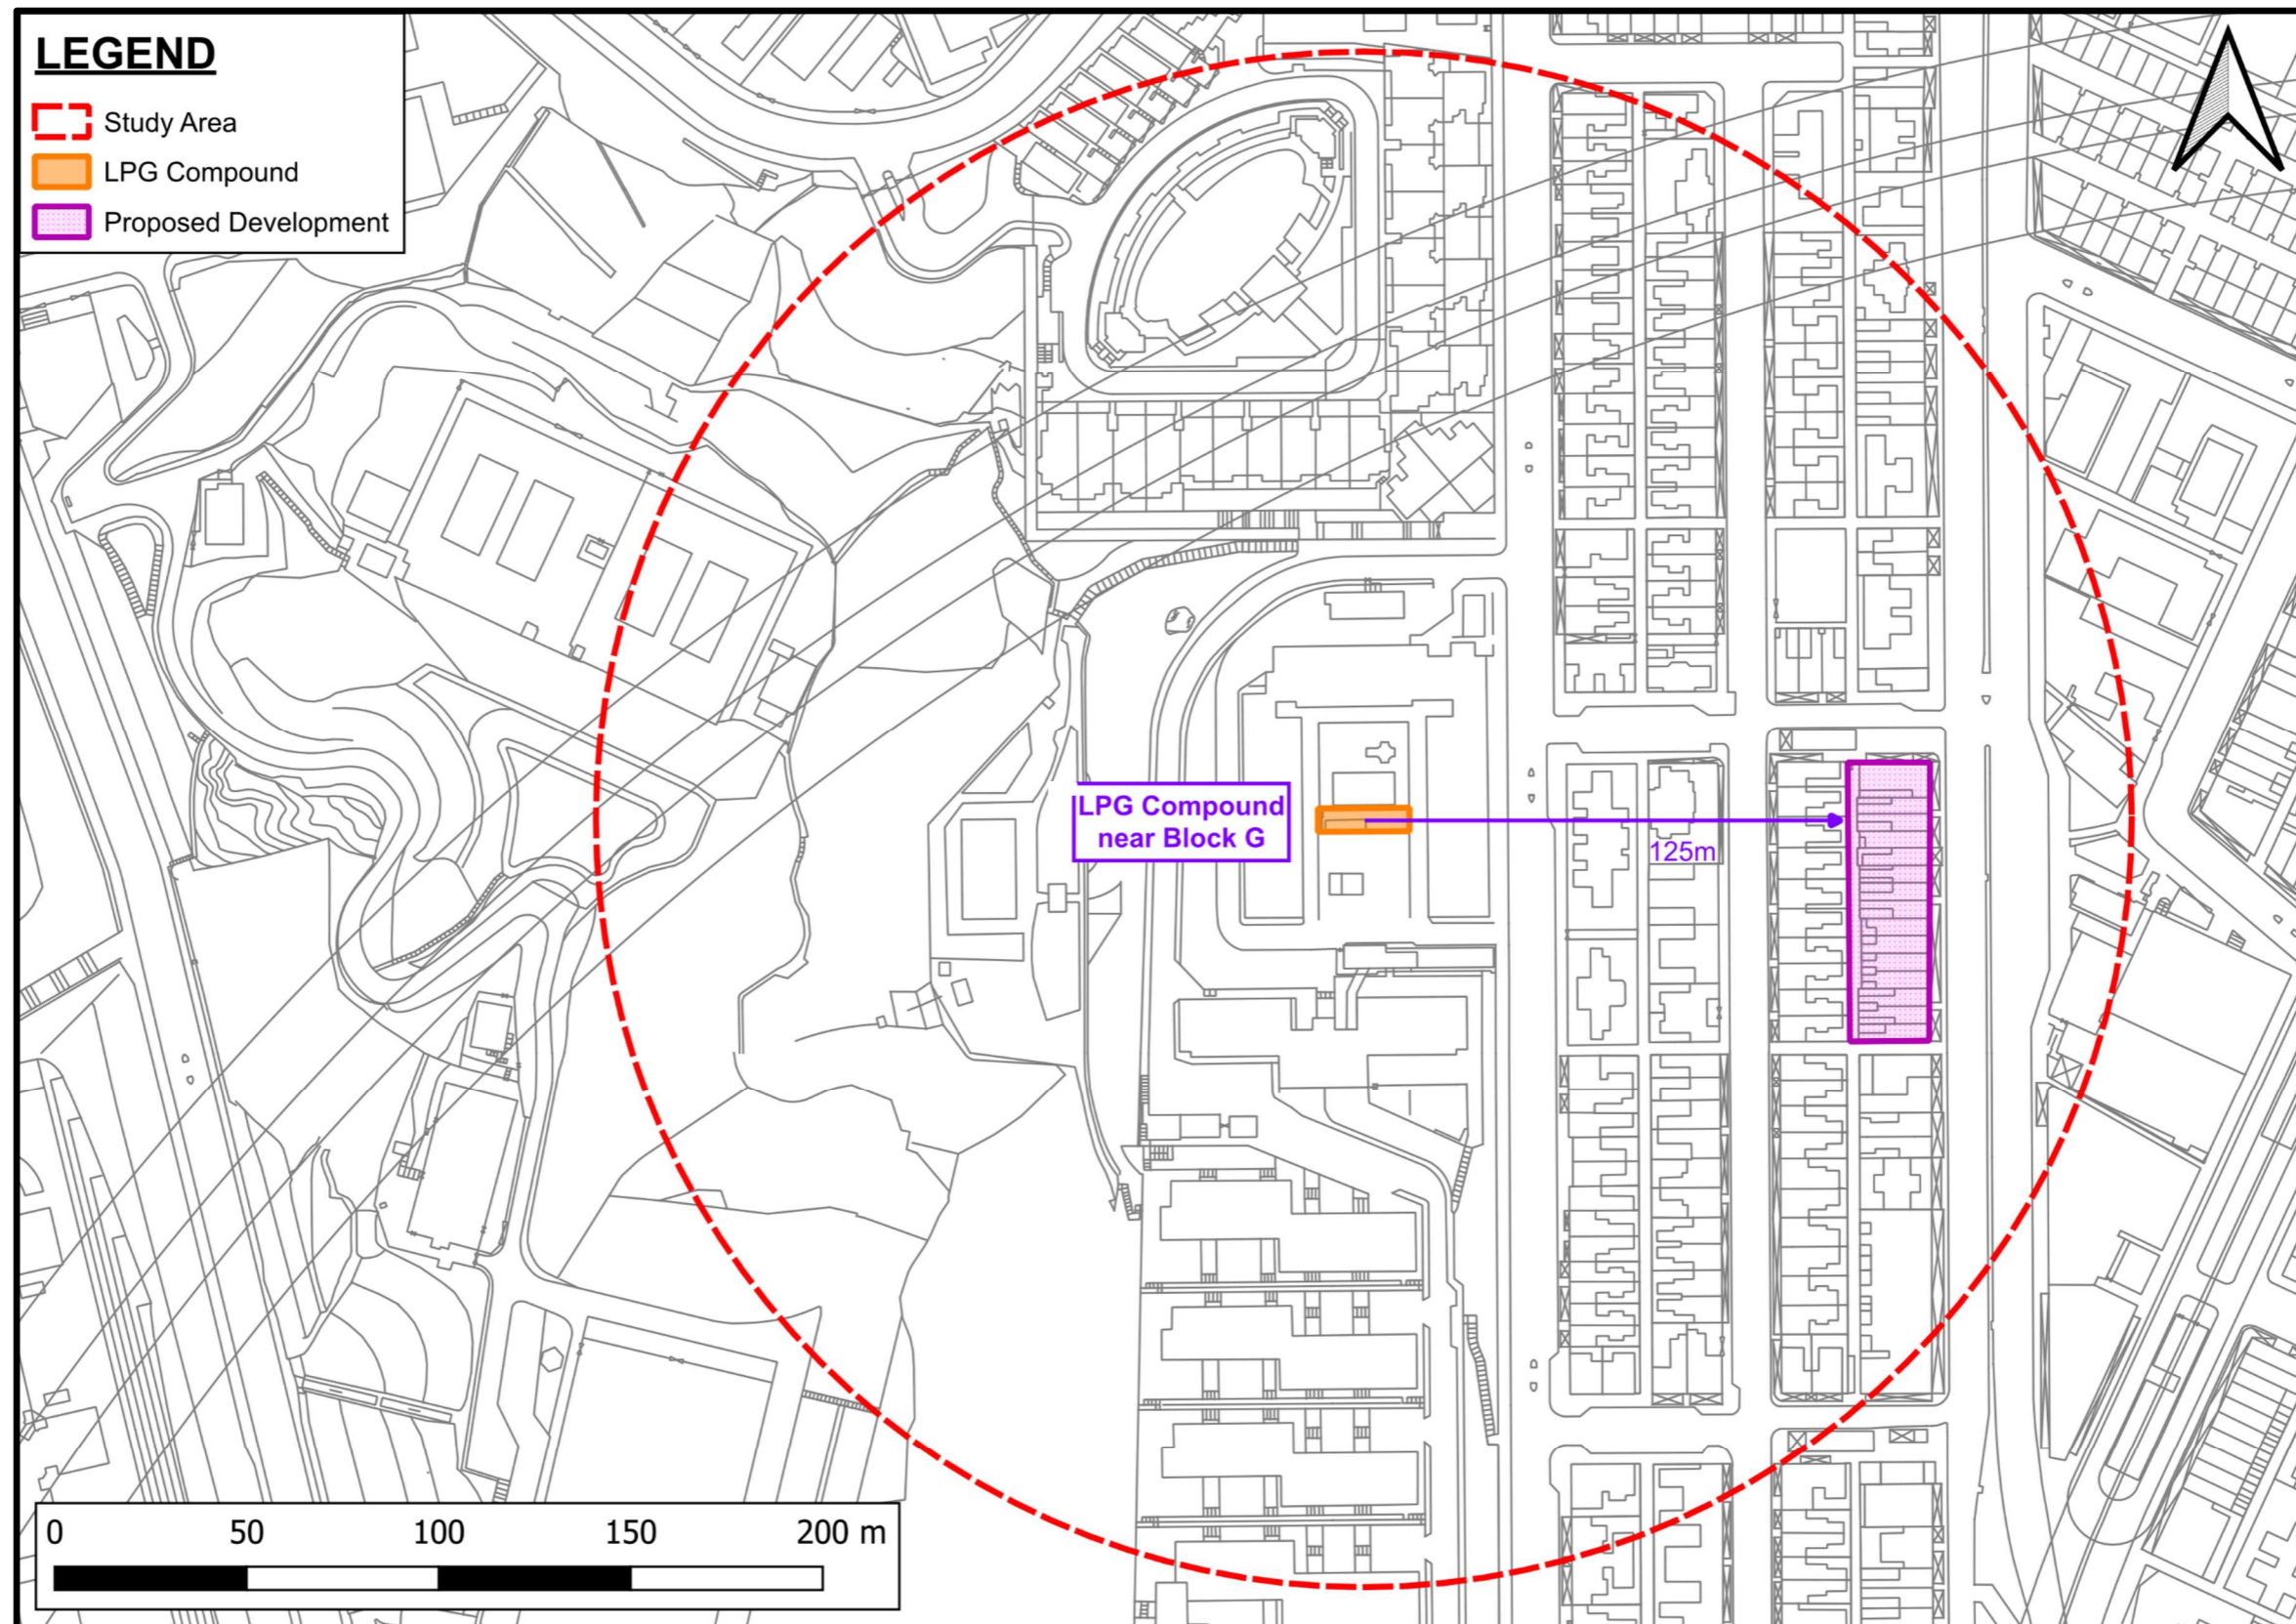 LEGEND
Study Area
LPG Compound
Proposed Development
LPG Compound
near Block G
125m
0 50 100 150 200 m